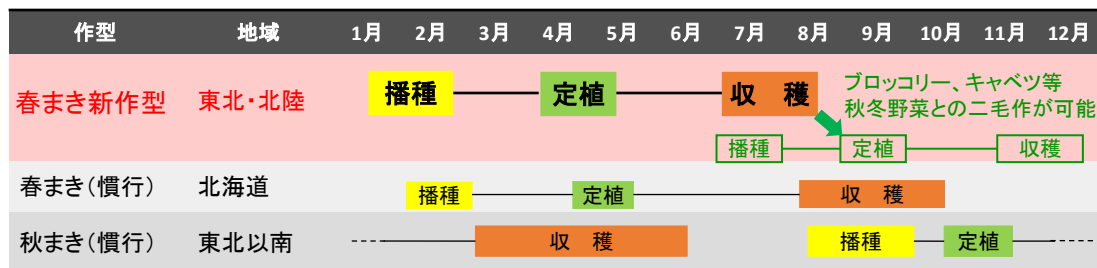 作型 地域 1月 2月 3月 4月 5月 6月 7月 8月 9月 10月 11月 12月
春まき新作型 東北・北陸 播種 定植 収　穫
ブロッコリー、キャベツ等
秋冬野菜との二毛作が可能
播種 定植 収穫
春まき（慣行） 北海道 播種 定植 収　穫
秋まき（慣行） 東北以南 収　穫 播種 定植